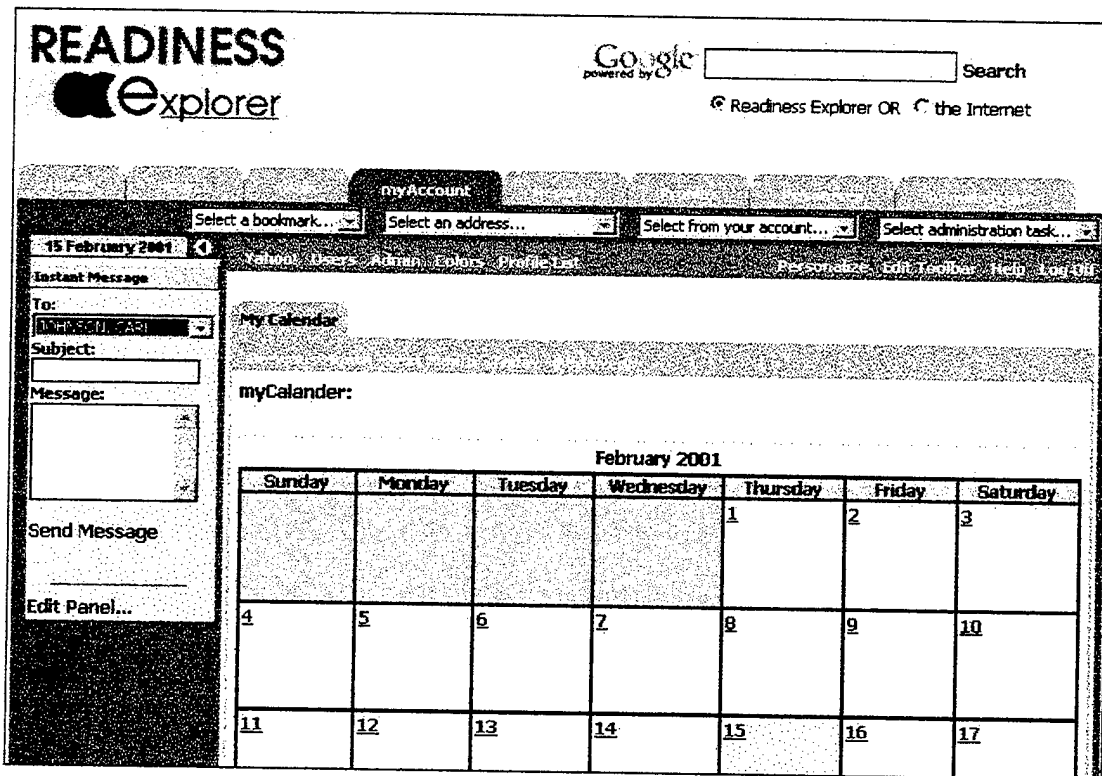 READINESS
explorer
Google
powered by
Search
Readiness Explorer OR the Internet
myAccount
Select a bookmark...
Select an address...
Select from your account...
Select administration task...
15 February 2001
Yahoo! Users Admin Colors Profile List
Personalize Edit Toolbar Help Log Off
Instant Message
To:
JOHNSON, CARL
Subject:
Message:
Send Message
Edit Panel...
My Calendar
myCalander:
February 2001
Sunday Monday Tuesday Wednesday Thursday Friday Saturday
1 2 3
4 5 6 7 8 9 10
11 12 13 14 15 16 17